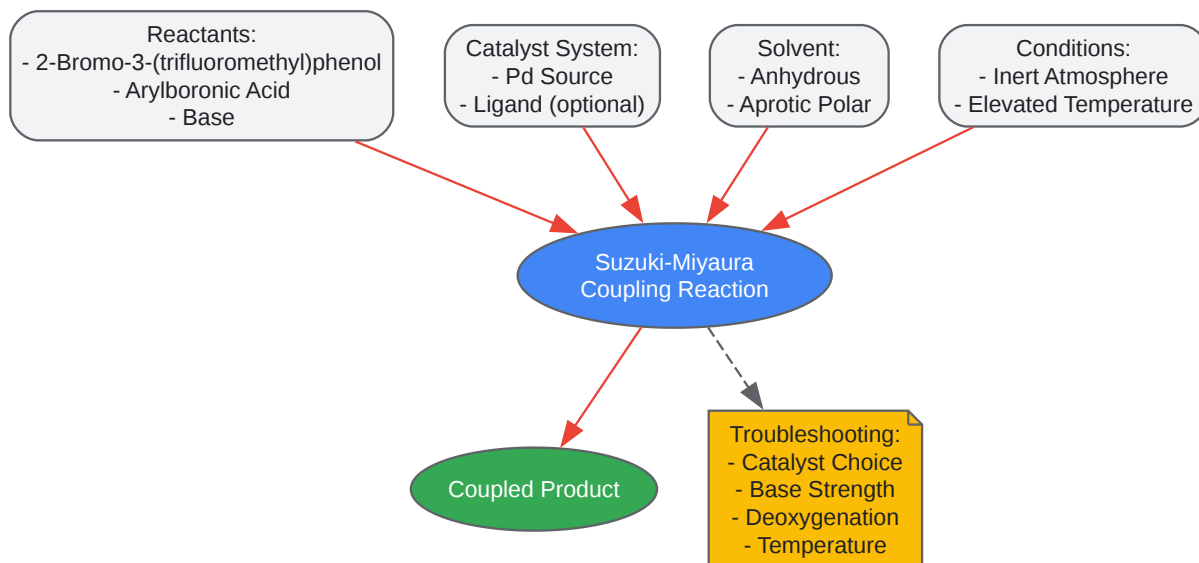 Reactants:
- 2-Bromo-3-(trifluoromethyl)phenol
- Arylboronic Acid
- Base
Catalyst System:
- Pd Source
- Ligand (optional)
Solvent:
- Anhydrous
- Aprotic Polar
Conditions:
- Inert Atmosphere
- Elevated Temperature
Suzuki-Miyaura
Coupling Reaction
Coupled Product
Troubleshooting:
- Catalyst Choice
- Base Strength
- Deoxygenation
- Temperature